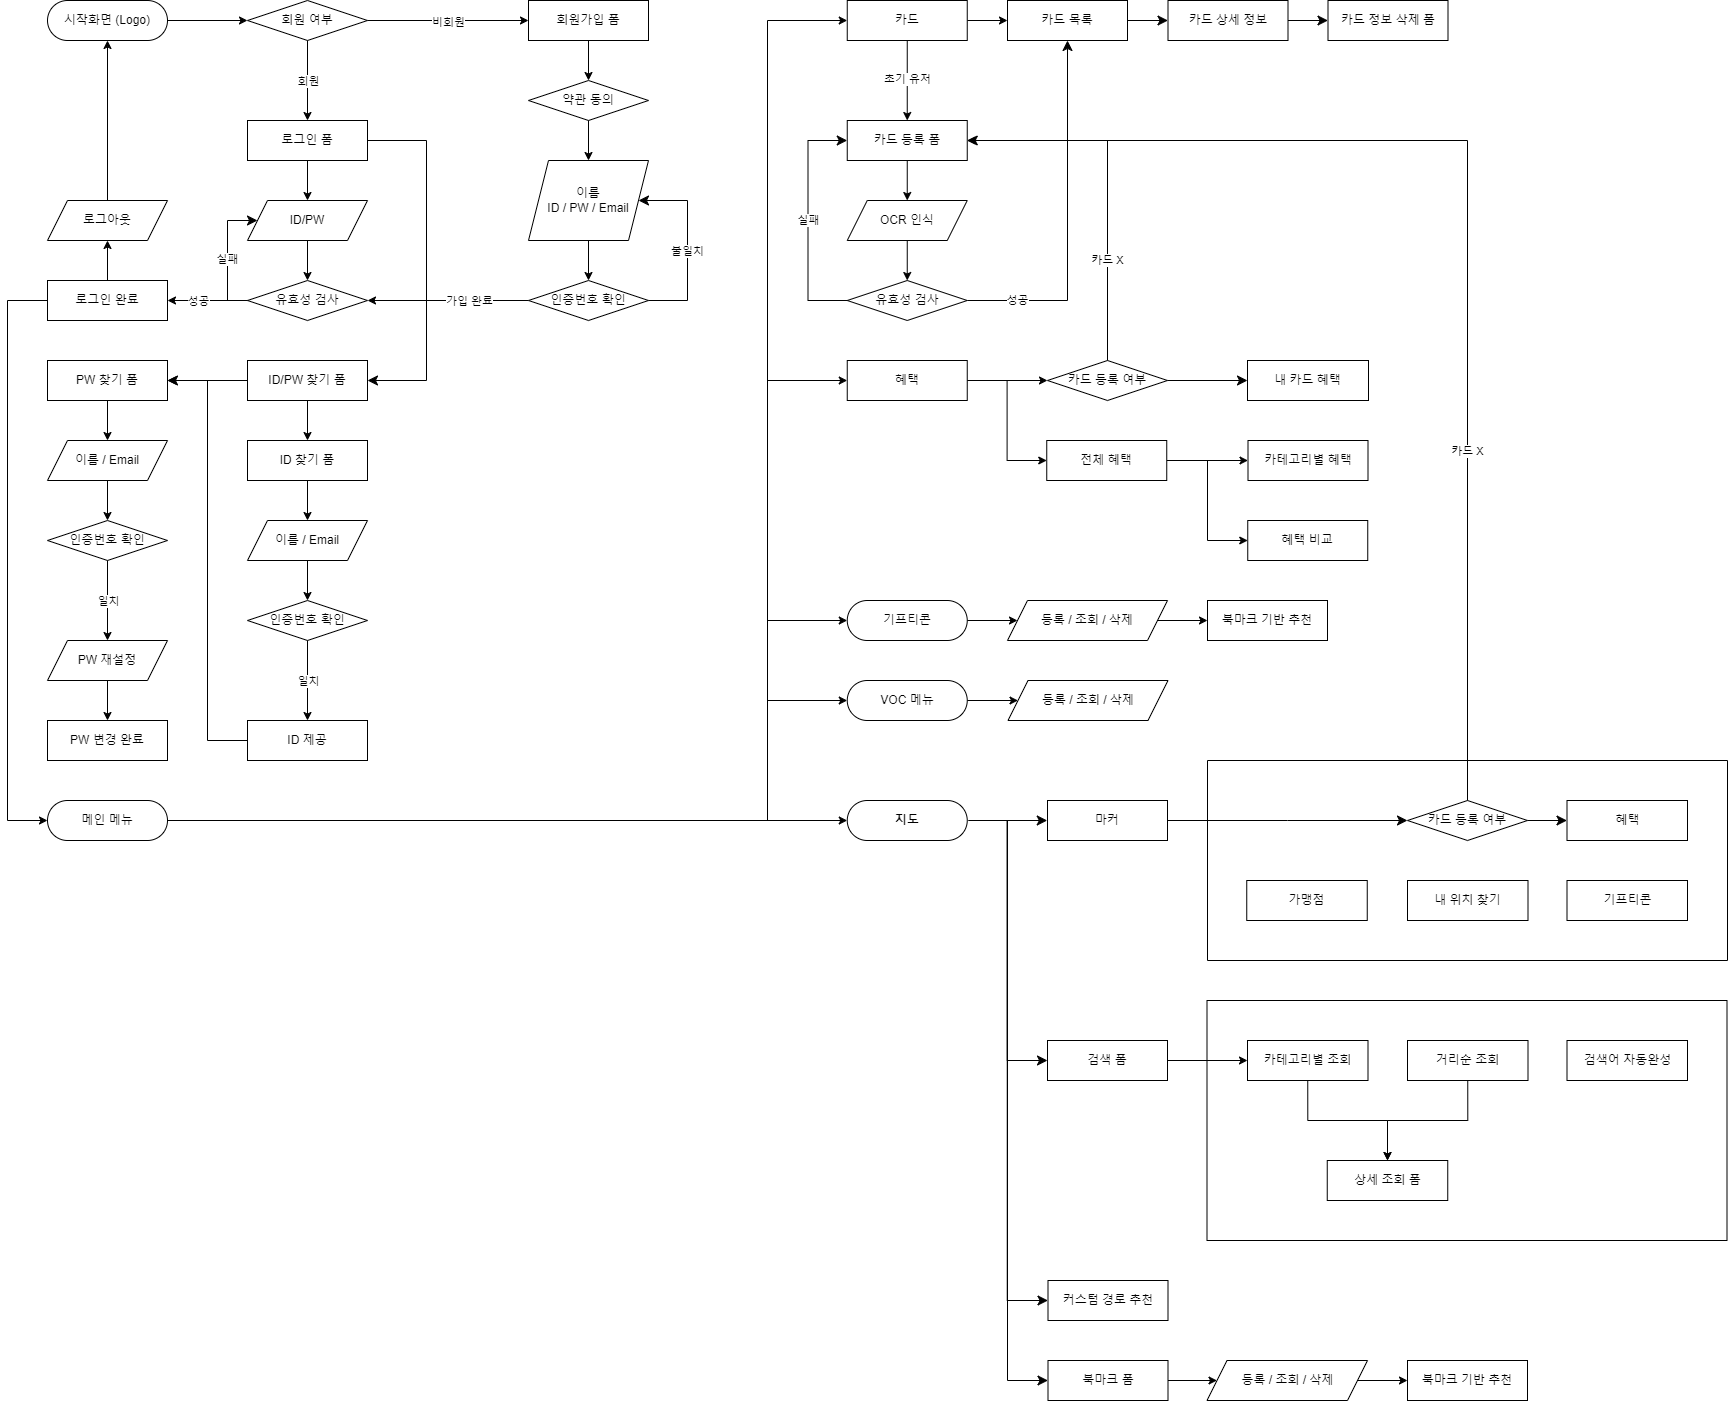 시작화면 (Logo)
회원 여부
비회원
회원가입 폼
회원
약관 동의
로그인 폼
이름
ID / PW / Email
로그아웃
ID/PW
실패
불일치
로그인 완료
성공
유효성 검사
가입 완료
인증번호 확인
PW 찾기 폼
ID/PW 찾기 폼
이름 / Email
ID 찾기 폼
인증번호 확인
이름 / Email
일치
인증번호 확인
PW 재설정
일치
PW 변경 완료
ID 제공
메인 메뉴
카드
카드 목록
카드 상세 정보
카드 정보 삭제 폼
초기 유저
카드 등록 폼
실패
OCR 인식
카드 X
유효성 검사
성공
혜택
카드 등록 여부
내 카드 혜택
전체 혜택
카테고리별 혜택
카드 X
혜택 비교
기프티콘
등록 / 조회 / 삭제
북마크 기반 추천
VOC 메뉴
등록 / 조회 / 삭제
지도
마커
카드 등록 여부
혜택
가맹점
내 위치 찾기
기프티콘
검색 폼
카테고리별 조회
거리순 조회
검색어 자동완성
상세 조회 폼
커스텀 경로 추천
북마크 폼
등록 / 조회 / 삭제
북마크 기반 추천